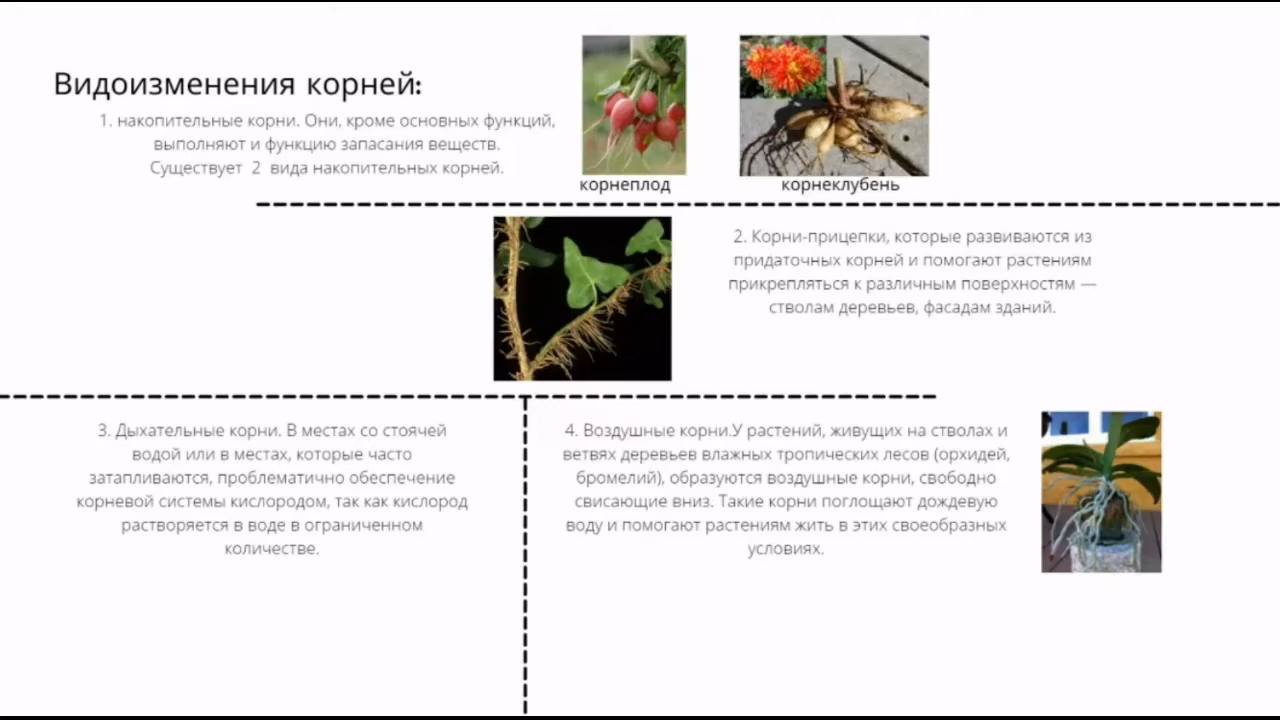 Видоизменения корней:
1. накопительные корни. Они, кроме основных функций,
выполняют и функцию запасания веществ.
Существует 2 вида накопительных корней.
корнеплод
корнеклубень
2. Корни-прицепки, которые развиваются из
придаточных корней и помогают растениям
прикрепляться к различным поверхностям —
стволам деревьев, фасадам зданий.
3. Дыхательные корни. В местах со стоячей
водой или в местах, которые часто
затапливаются, проблематично обеспечение
корневой системы кислородом, так как кислород
растворяется в воде в ограниченном
количестве.
4. Воздушные корни.У растений, живущих на стволах и
ветвях деревьев влажных тропических лесов (орхидей,
бромелий), образуются воздушные корни, свободно
свисающие вниз. Такие корни поглощают дождевую
воду и помогают растениям жить в этих своеобразных
условиях.